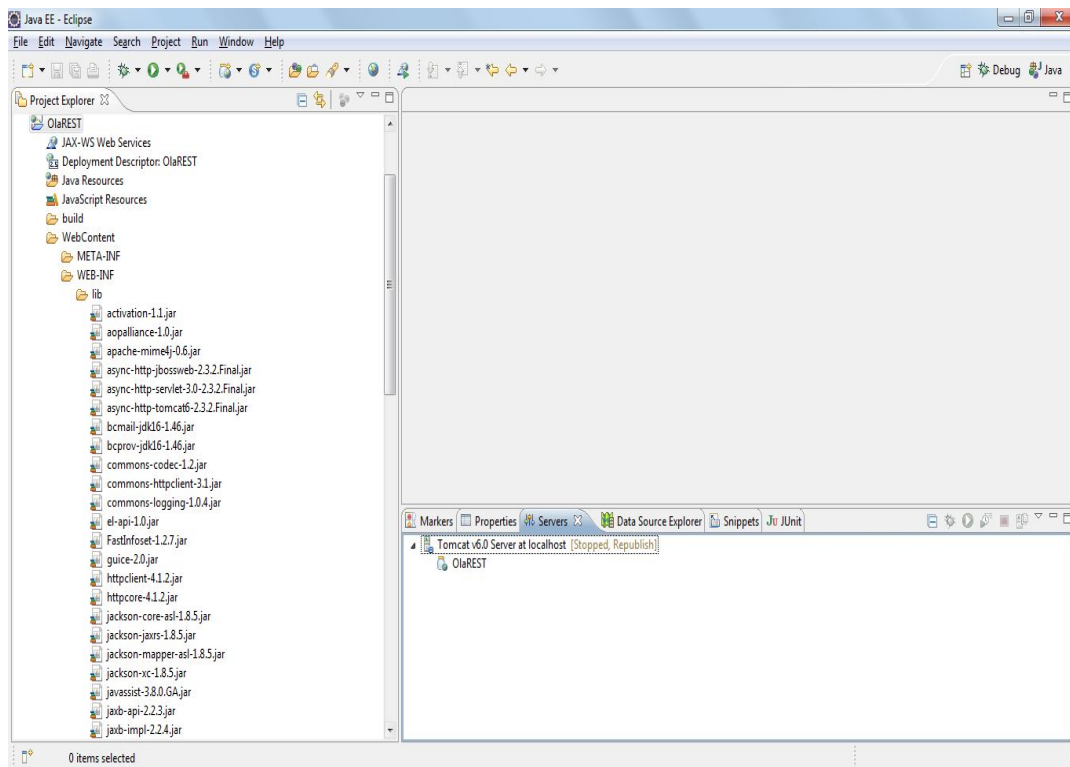 Java EE - Eclipse
File Edit Navigate Search Project Run Window Help
Debug Java
Project Explorer
OlaREST
JAX-WS Web Services
Deployment Descriptor: OlaREST
Java Resources
JavaScript Resources
build
WebContent
META-INF
WEB-INF
lib
activation-1.1.jar
aopalliance-1.0.jar
apache-mime4j-0.6.jar
async-http-jbossweb-2.3.2.Final.jar
async-http-servlet-3.0-2.3.2.Final.jar
async-http-tomcat6-2.3.2.Final.jar
bcmail-jdk16-1.46.jar
bcprov-jdk16-1.46.jar
commons-codec-1.2.jar
commons-httpclient-3.1.jar
commons-logging-1.0.4.jar
el-api-1.0.jar
FastInfoset-1.2.7.jar
guice-2.0.jar
httpclient-4.1.2.jar
httpcore-4.1.2.jar
jackson-core-asl-1.8.5.jar
jackson-jaxrs-1.8.5.jar
jackson-mapper-asl-1.8.5.jar
jackson-xc-1.8.5.jar
javassist-3.8.0.GA.jar
jaxb-api-2.2.3.jar
jaxb-impl-2.2.4.jar
Markers Properties Servers Data Source Explorer Snippets Ju JUnit
Tomcat v6.0 Server at localhost [Stopped, Republish]
OlaREST
0 items selected